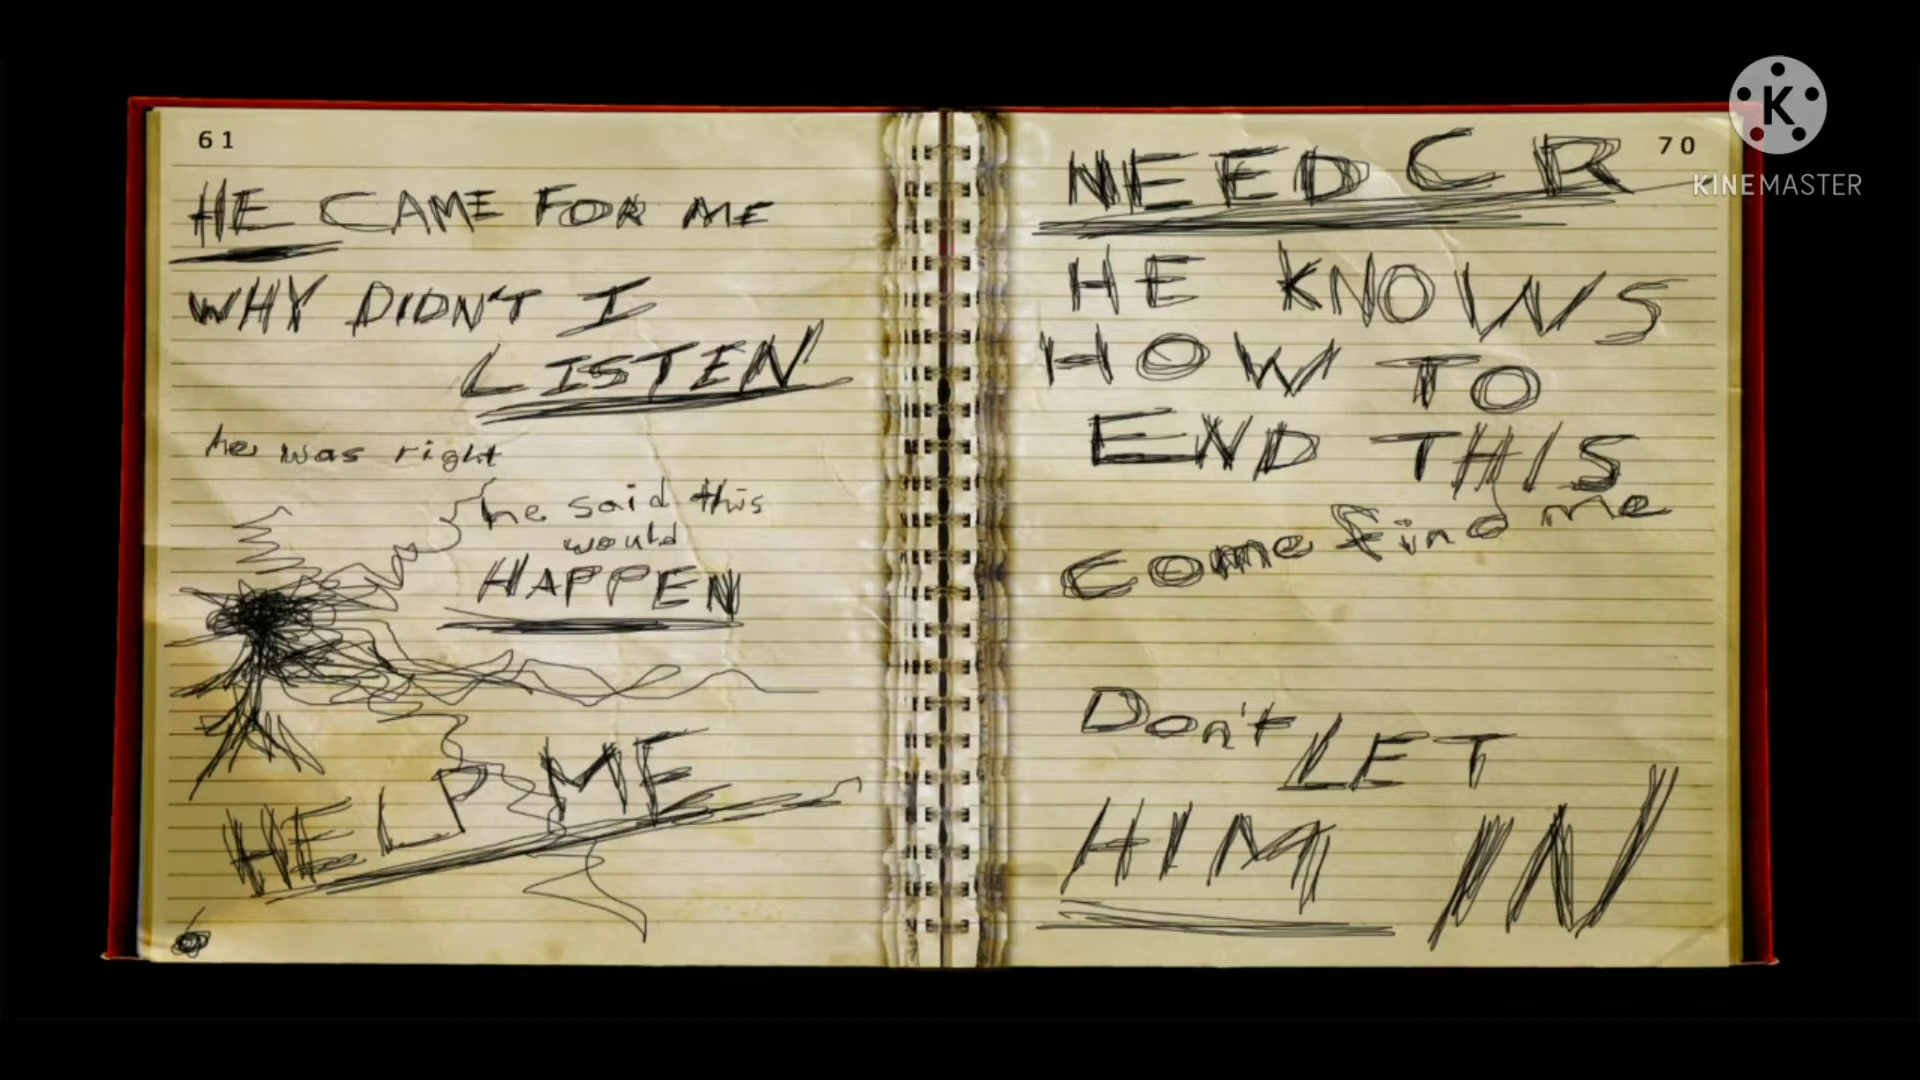 61
HE CAME FOR ME
WHY DIDN'T I
LISTEN
he was right
he said this
would
HAPPEN
HELP ME
70
NEED CR
HE KNOWS
HOW TO
END THIS
come find me
Don't LET
HIM IN
K
KINEMASTER